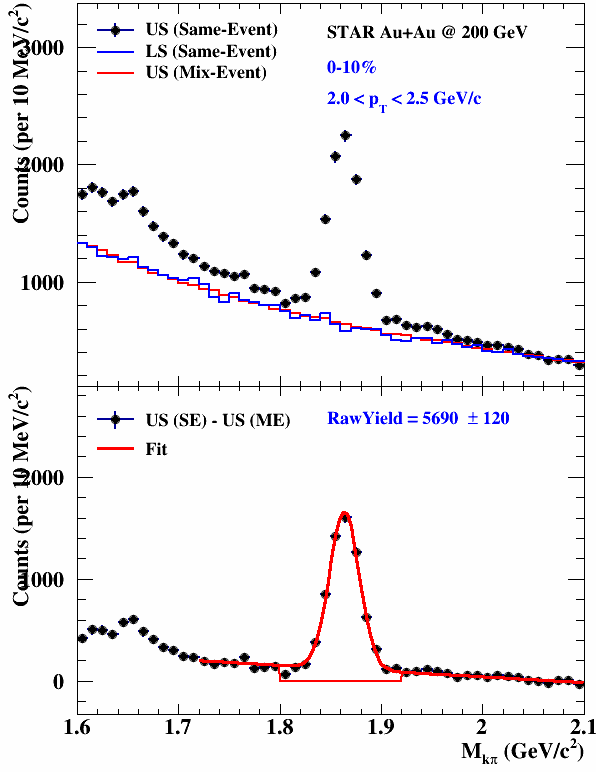 US (Same-Event)
LS (Same-Event)
US (Mix-Event)
STAR Au+Au @ 200 GeV
0-10%
2.0 < p_T < 2.5 GeV/c
Counts (per 10 MeV/c²)
3000
2000
1000
US (SE) - US (ME)
Fit
RawYield = 5690 ± 120
Counts (per 10 MeV/c²)
2000
1000
0
1.6 1.7 1.8 1.9 2 2.1
M_kπ (GeV/c²)